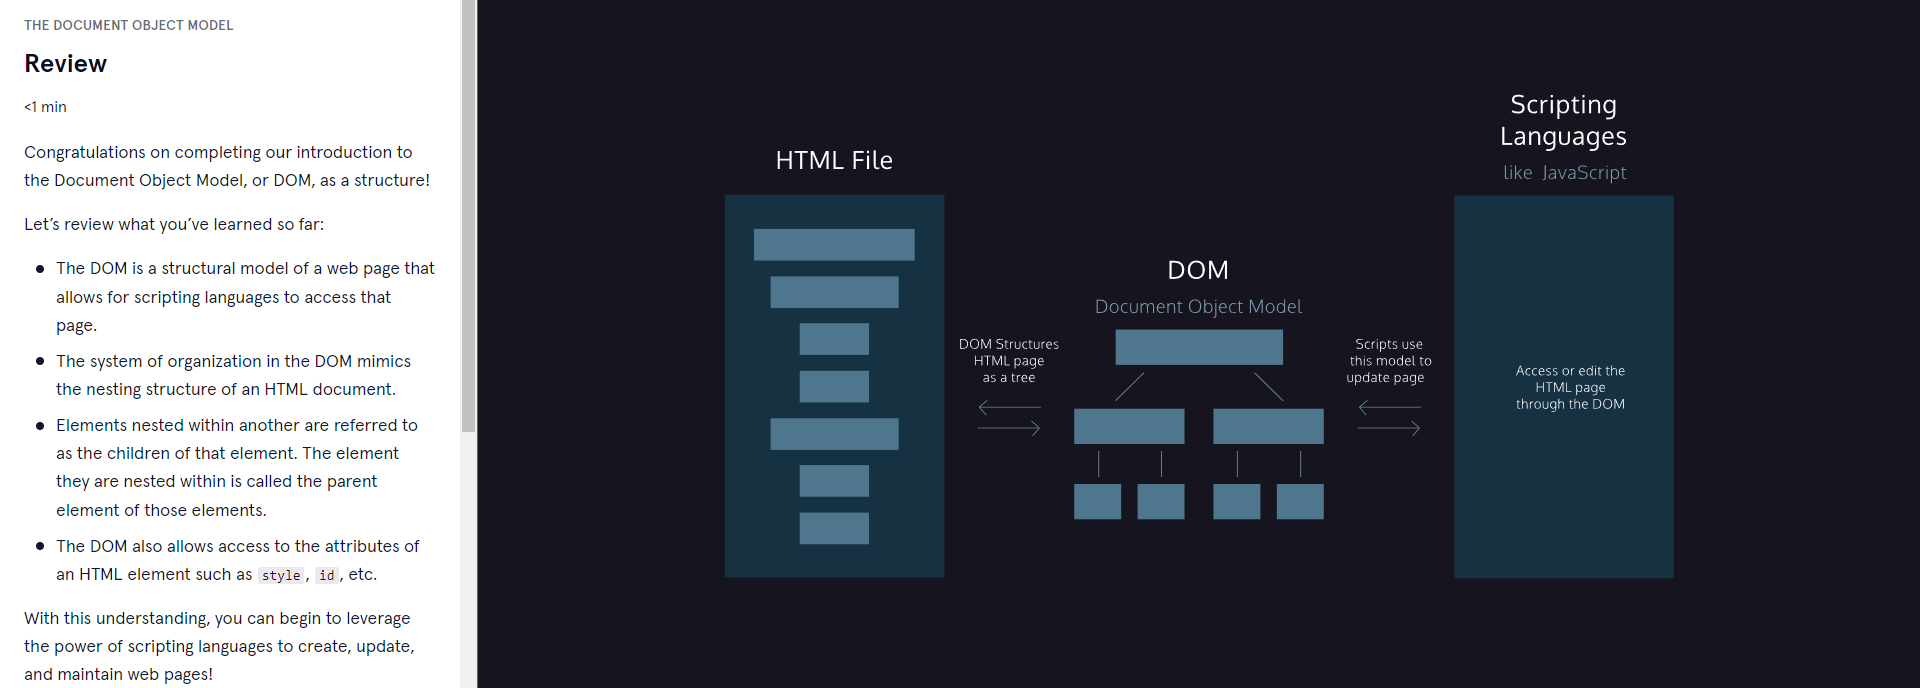 THE DOCUMENT OBJECT MODEL
Review
<1 min
Congratulations on completing our introduction to
the Document Object Model, or DOM, as a structure!
Let’s review what you’ve learned so far:
The DOM is a structural model of a web page that
allows for scripting languages to access that
page.
The system of organization in the DOM mimics
the nesting structure of an HTML document.
Elements nested within another are referred to
as the children of that element. The element
they are nested within is called the parent
element of those elements.
The DOM also allows access to the attributes of
an HTML element such as style, id, etc.
With this understanding, you can begin to leverage
the power of scripting languages to create, update,
and maintain web pages!
HTML File
DOM Structures
HTML page
as a tree
DOM
Document Object Model
Scripts use
this model to
update page
Scripting
Languages
like JavaScript
Access or edit the
HTML page
through the DOM